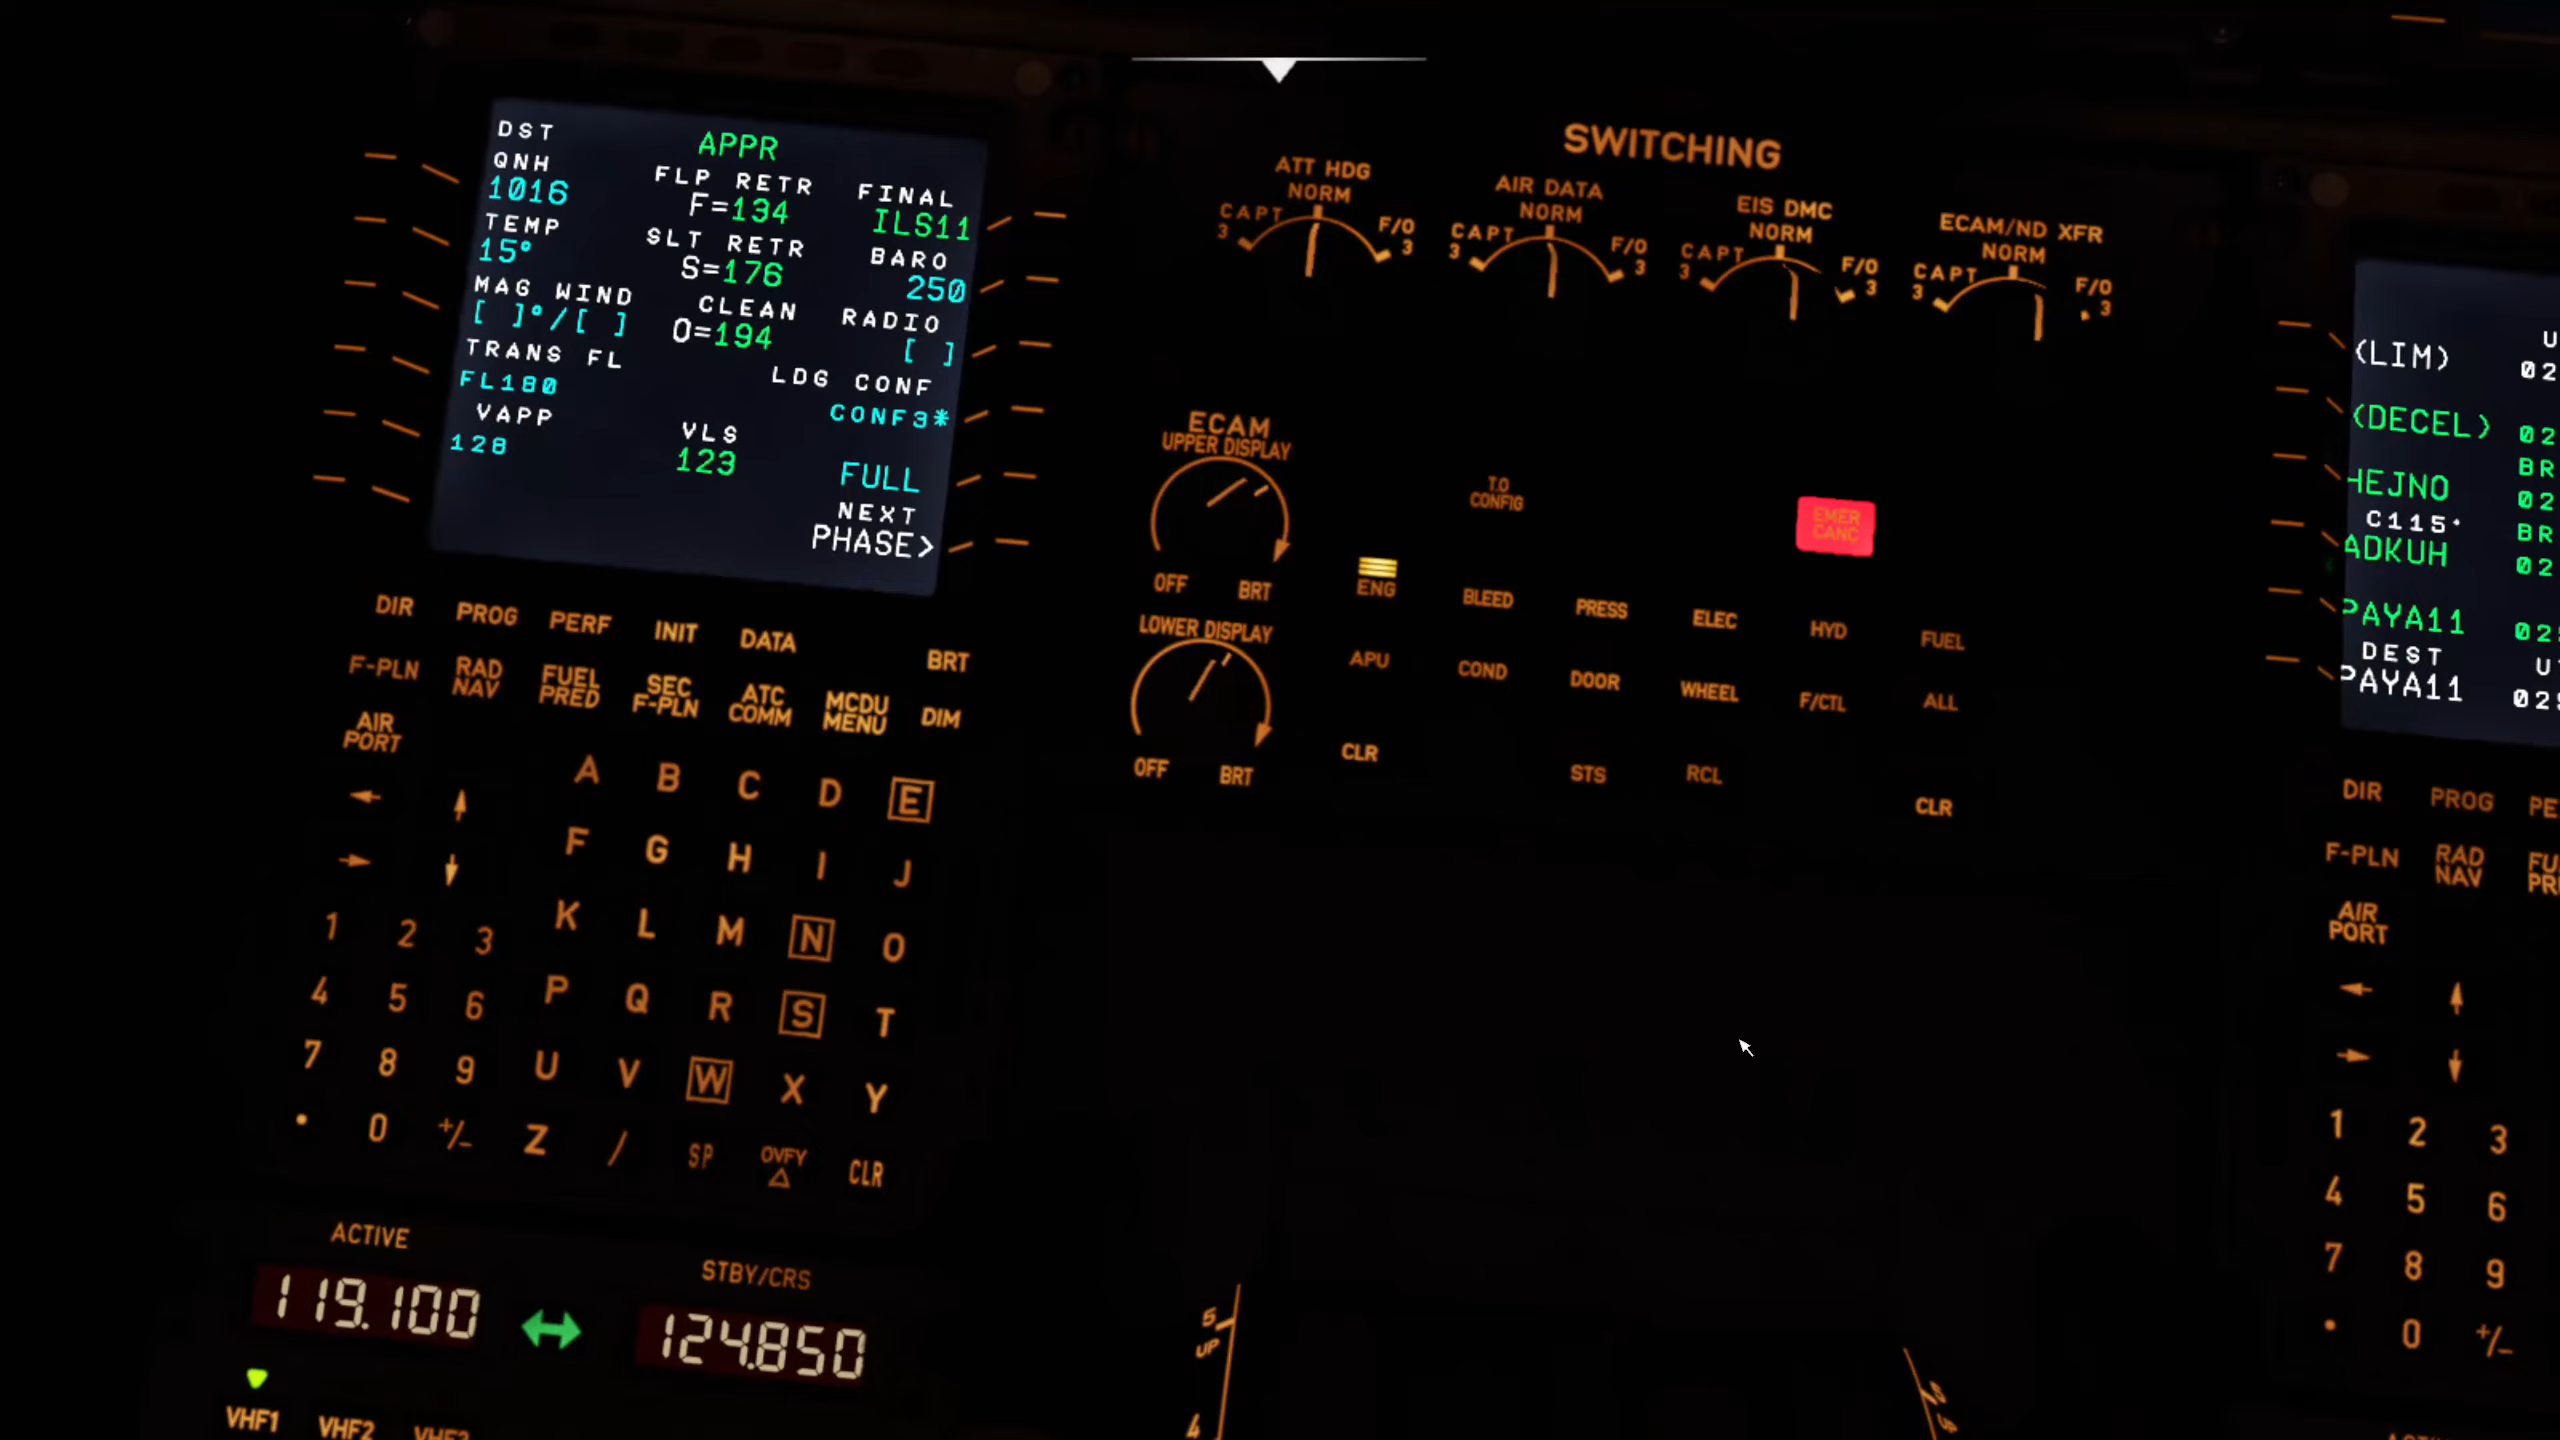 DST
APPR
QNH
FLP RETR
FINAL
1016
F=134
ILS11
TEMP
SLT RETR
BARO
15°
S=176
250
MAG WIND
CLEAN
RADIO
[ ]°/[ ]
O=194
[ ]
TRANS FL
LDG CONF
FL180
CONF3*
VAPP
VLS
128
123
FULL
NEXT
PHASE>
DIR
PROG
PERF
INIT
DATA
BRT
F-PLN
RAD NAV
FUEL PRED
SEC F-PLN
ATC COMM
MCDU MENU
DIM
AIR PORT
A B C D E
F G H I J
1 2 3
K L M N O
4 5 6
P Q R S T
7 8 9
U V W X Y
. 0 +/-
Z / SP OVFY △ CLR
ACTIVE
STBY/CRS
119.100
124.850
VHF1 VHF2
SWITCHING
ATT HDG
NORM
CAPT 3
F/O 3
AIR DATA
NORM
CAPT 3
F/O 3
EIS DMC
NORM
CAPT 3
F/O 3
ECAM/ND XFR
NORM
CAPT 3
F/O 3
ECAM
UPPER DISPLAY
OFF BRT
LOWER DISPLAY
OFF BRT
T.O CONFIG
EMER CANC
ENG BLEED PRESS ELEC HYD FUEL
APU COND DOOR WHEEL F/CTL ALL
CLR STS RCL CLR
5
UP
4
(LIM)
(DECEL)
HEJNO
C115°
ADKUH
PAYA11
DEST
PAYA11
DIR PROG
F-PLN RAD NAV
AIR PORT
1 2 3
4 5 6
7 8 9
. 0 +/-